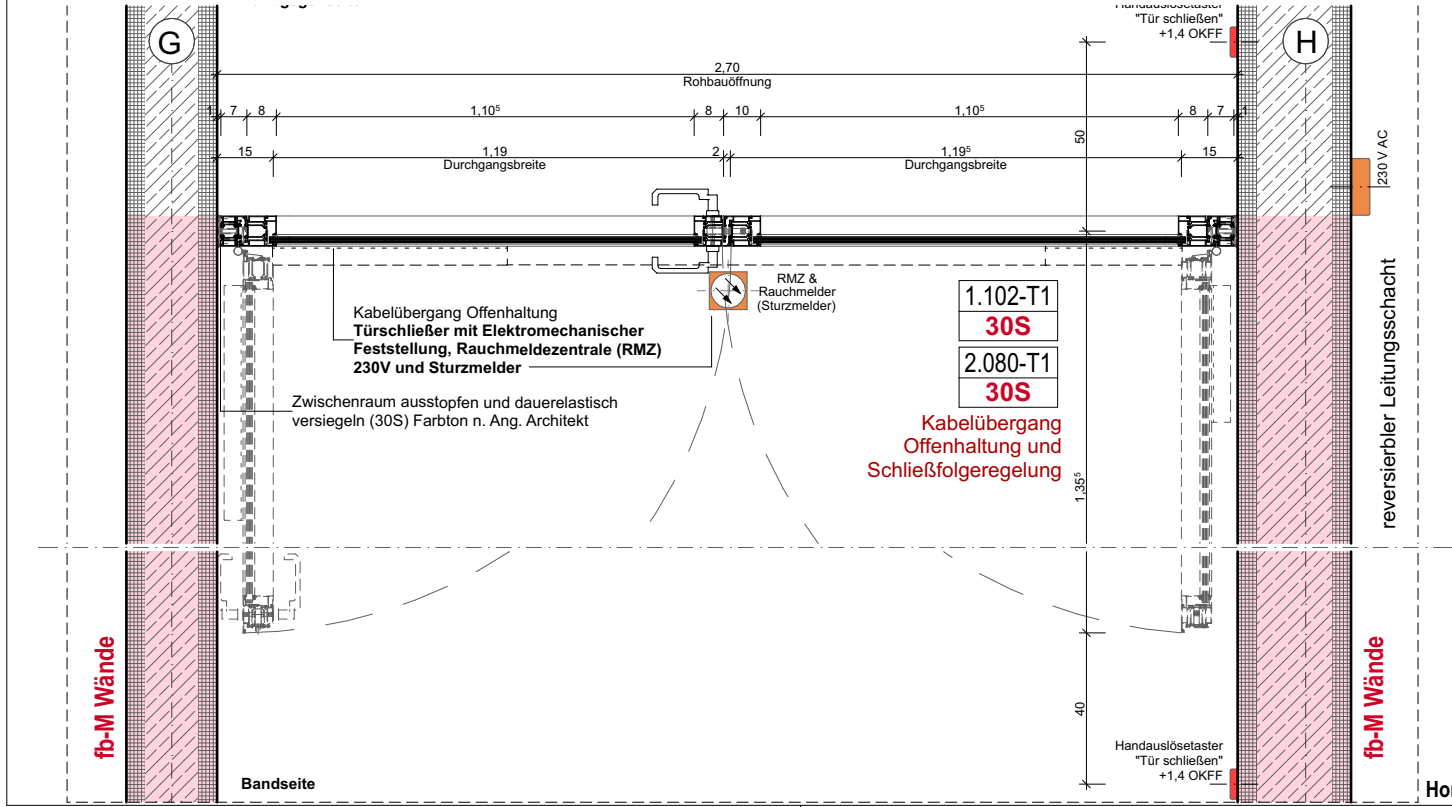 Handauslösetaster
"Tür schließen"
+1,4 OKFF
G
H
2,70
Rohbauöffnung
1 7 8 1,10⁵ 8 10 1,10⁵ 8 7 1
15 1,19 2 1,19⁵ 15
Durchgangsbreite Durchgangsbreite
50
230 V AC
RMZ &
Rauchmelder
(Sturzmelder)
Kabelübergang Offenhaltung
Türschließer mit Elektromechanischer
Feststellung, Rauchmeldezentrale (RMZ)
230V und Sturzmelder
Zwischenraum ausstopfen und dauerelastisch
versiegeln (30S) Farbton n. Ang. Architekt
1.102-T1
30S
2.080-T1
30S
Kabelübergang
Offenhaltung und
Schließfolgeregelung
1,35⁵
reversierbler Leitungsschacht
fb-M Wände
fb-M Wände
40
Handauslösetaster
"Tür schließen"
+1,4 OKFF
Bandseite